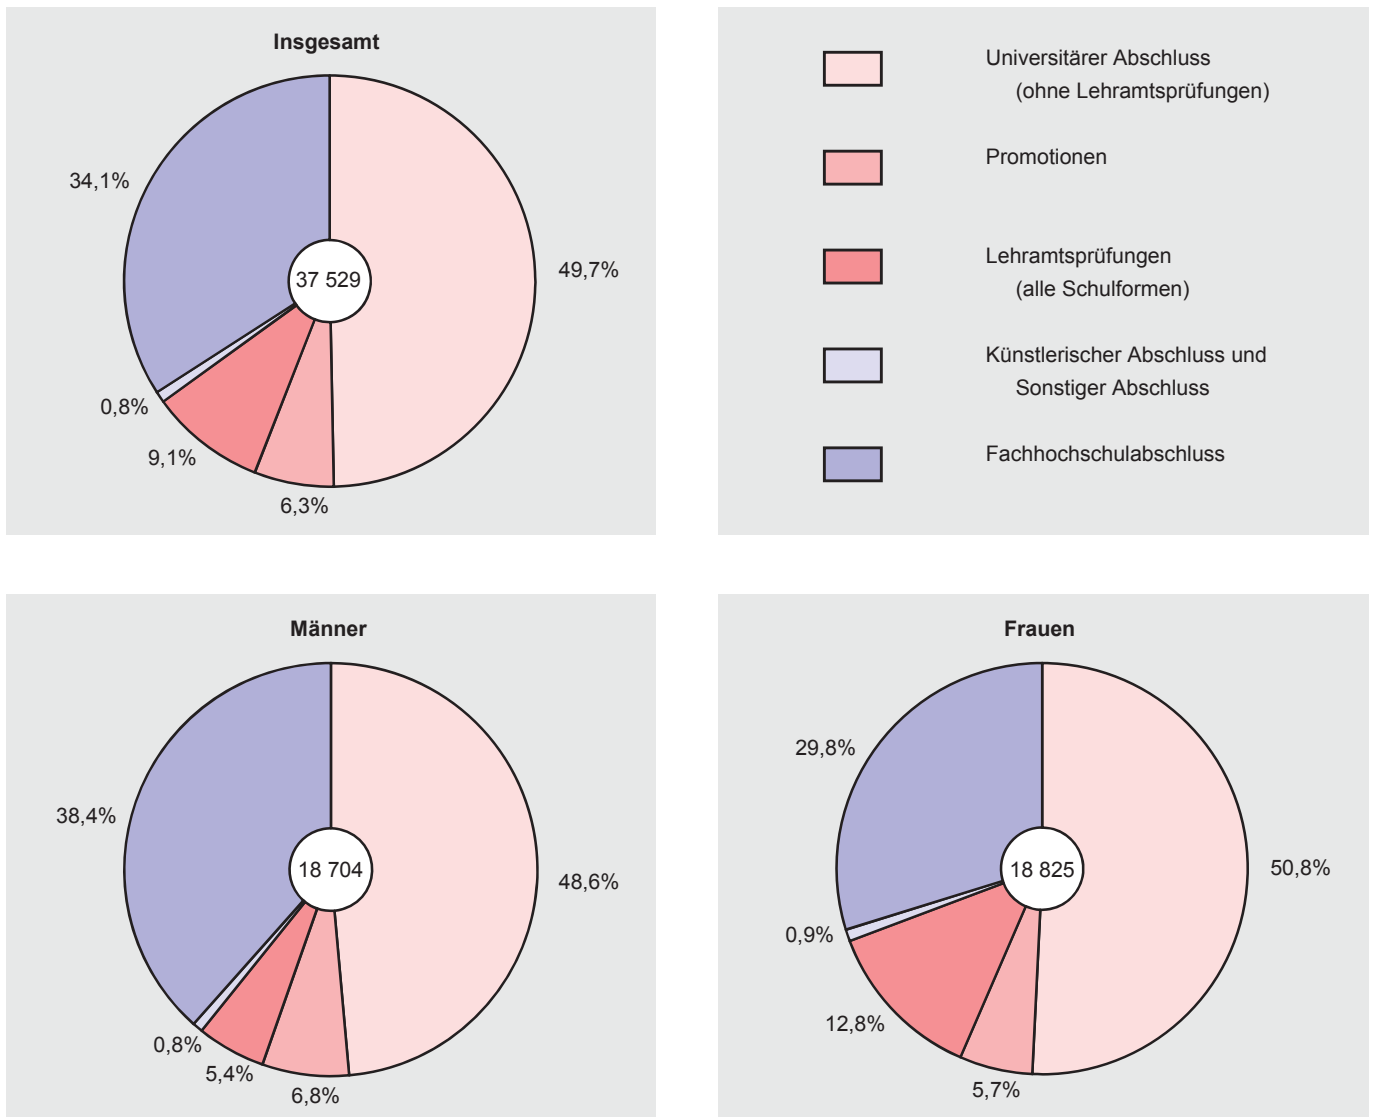 Insgesamt
34,1%
37 529
49,7%
0,8%
9,1%
6,3%
Universitärer Abschluss
(ohne Lehramtsprüfungen)
Promotionen
Lehramtsprüfungen
(alle Schulformen)
Künstlerischer Abschluss und
Sonstiger Abschluss
Fachhochschulabschluss
Männer
38,4%
18 704
48,6%
0,8%
5,4%
6,8%
Frauen
29,8%
18 825
50,8%
0,9%
12,8%
5,7%